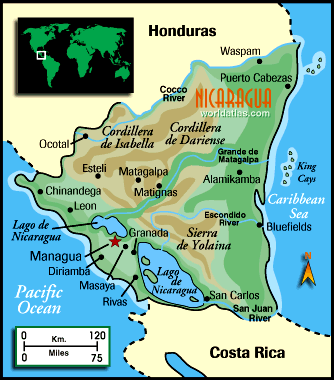 Honduras
Waspam
Puerto Cabezas
Cocco
River
NICARAGUA
worldatlas.com
Cordillera
de Isabella
Cordillera
de Dariense
Ocotal
Grande de
Matagalpa
Esteli
Matagalpa
Matignas
Alamikamba
King
Cays
Chinandega
Leon
Caribbean
Sea
Lago de
Nicaragua
Escondido
River
Bluefields
Granada
Sierra
de Yolaina
Managua
Diriamba
Masaya
Rivas
Lago de
Nicaragua
San Carlos
San Juan
River
Pacific
Ocean
0 Km. 120
0 Miles 75
Costa Rica